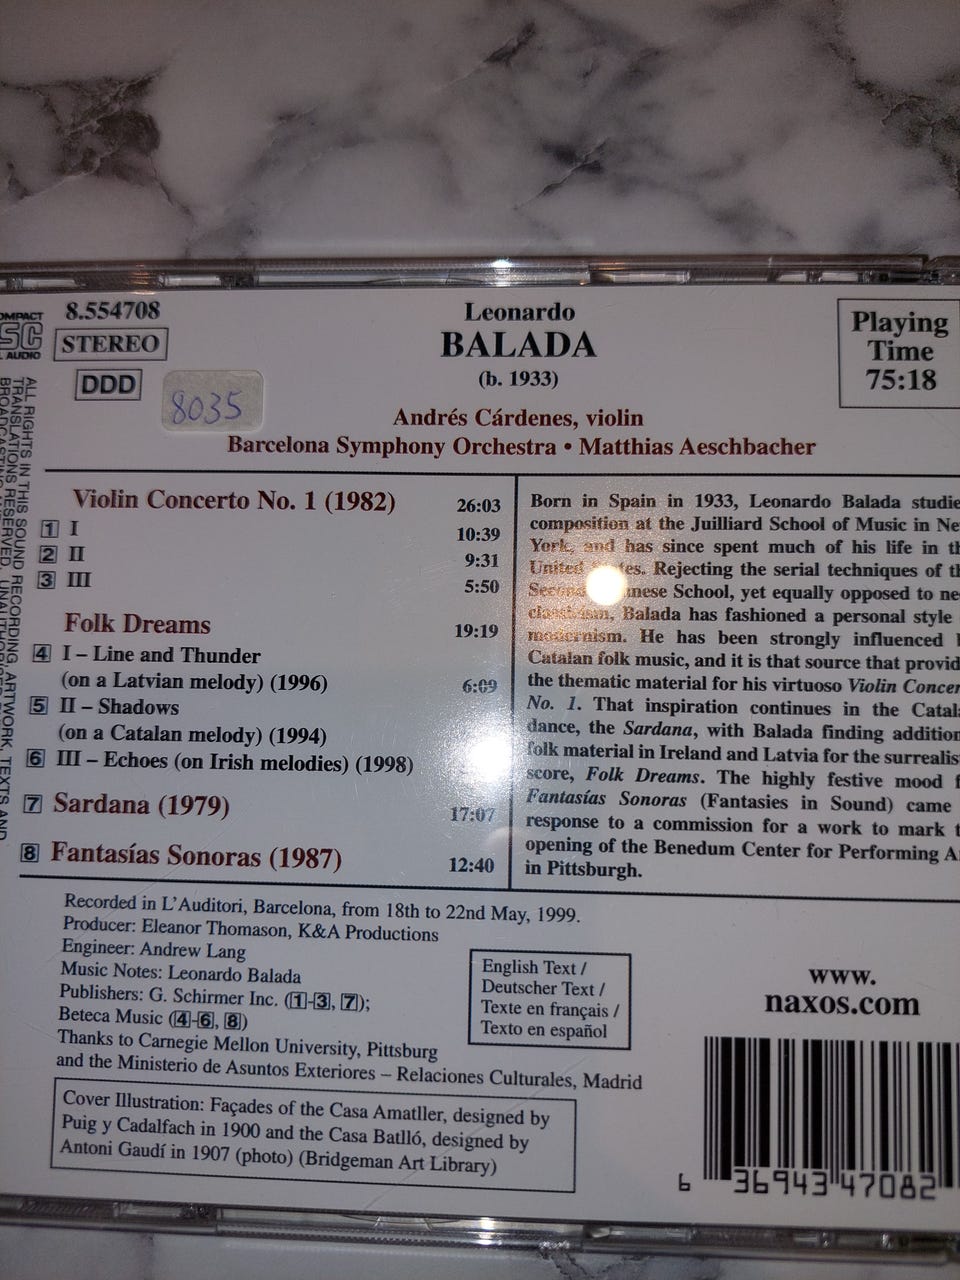 COMPACT
DISC
DIGITAL AUDIO
8.554708
STEREO
DDD
8035
Leonardo
BALADA
(b. 1933)
Andrés Cárdenes, violin
Barcelona Symphony Orchestra • Matthias Aeschbacher
Playing
Time
75:18
ALL RIGHTS IN THIS SOUND RECORDING, ARTWORK, TEXTS AND
TRANSLATIONS RESERVED. UNAUTHORISED
BROADCASTING
Violin Concerto No. 1 (1982) 26:03
1 I 10:39
2 II 9:31
3 III 5:50
Folk Dreams 19:19
4 I – Line and Thunder
(on a Latvian melody) (1996) 6:09
5 II – Shadows
(on a Catalan melody) (1994)
6 III – Echoes (on Irish melodies) (1998)
7 Sardana (1979) 17:07
8 Fantasías Sonoras (1987) 12:40
Born in Spain in 1933, Leonardo Balada studie
composition at the Juilliard School of Music in Ne
York, and has since spent much of his life in th
United States. Rejecting the serial techniques of th
Second nese School, yet equally opposed to ne
classicism, Balada has fashioned a personal style
modernism. He has been strongly influenced b
Catalan folk music, and it is that source that provid
the thematic material for his virtuoso Violin Concer
No. 1. That inspiration continues in the Catala
dance, the Sardana, with Balada finding addition
folk material in Ireland and Latvia for the surrealis
score, Folk Dreams. The highly festive mood f
Fantasías Sonoras (Fantasies in Sound) came
response to a commission for a work to mark t
opening of the Benedum Center for Performing A
in Pittsburgh.
Recorded in L'Auditori, Barcelona, from 18th to 22nd May, 1999.
Producer: Eleanor Thomason, K&A Productions
Engineer: Andrew Lang
Music Notes: Leonardo Balada
Publishers: G. Schirmer Inc. (1-3, 7);
Beteca Music (4-6, 8)
Thanks to Carnegie Mellon University, Pittsburg
and the Ministerio de Asuntos Exteriores – Relaciones Culturales, Madrid
English Text /
Deutscher Text /
Texte en français /
Texto en español
Cover Illustration: Façades of the Casa Amatller, designed by
Puig y Cadalfach in 1900 and the Casa Batlló, designed by
Antoni Gaudí in 1907 (photo) (Bridgeman Art Library)
www.
naxos.com
6 36943 47082